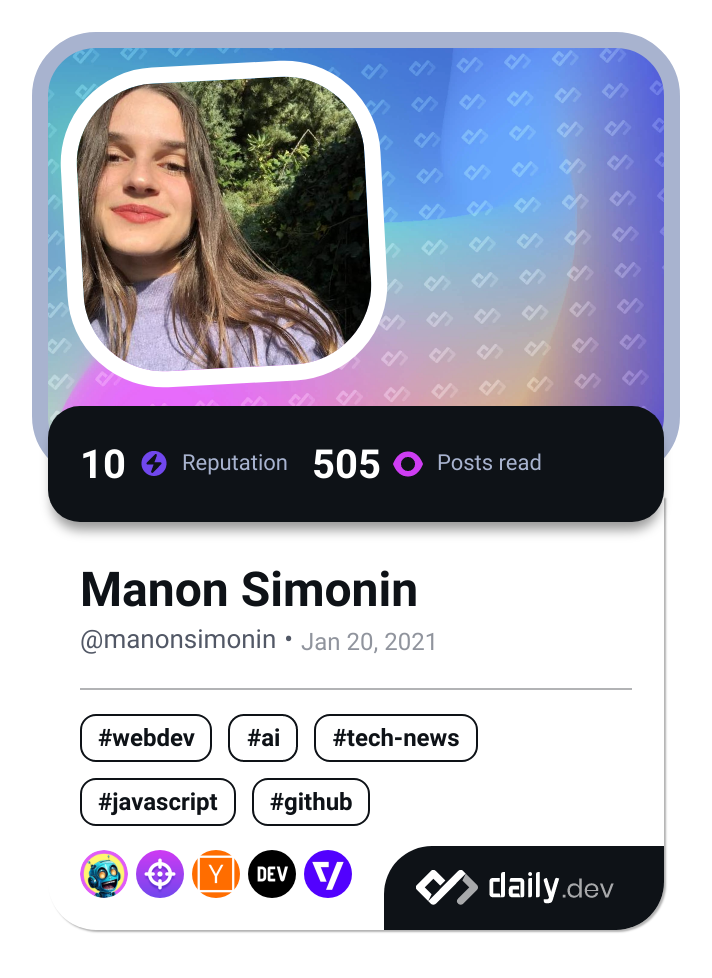 10 Reputation 505 Posts read
Manon Simonin
@manonsimonin • Jan 20, 2021
#webdev #ai #tech-news
#javascript #github
Y DEV
daily.dev